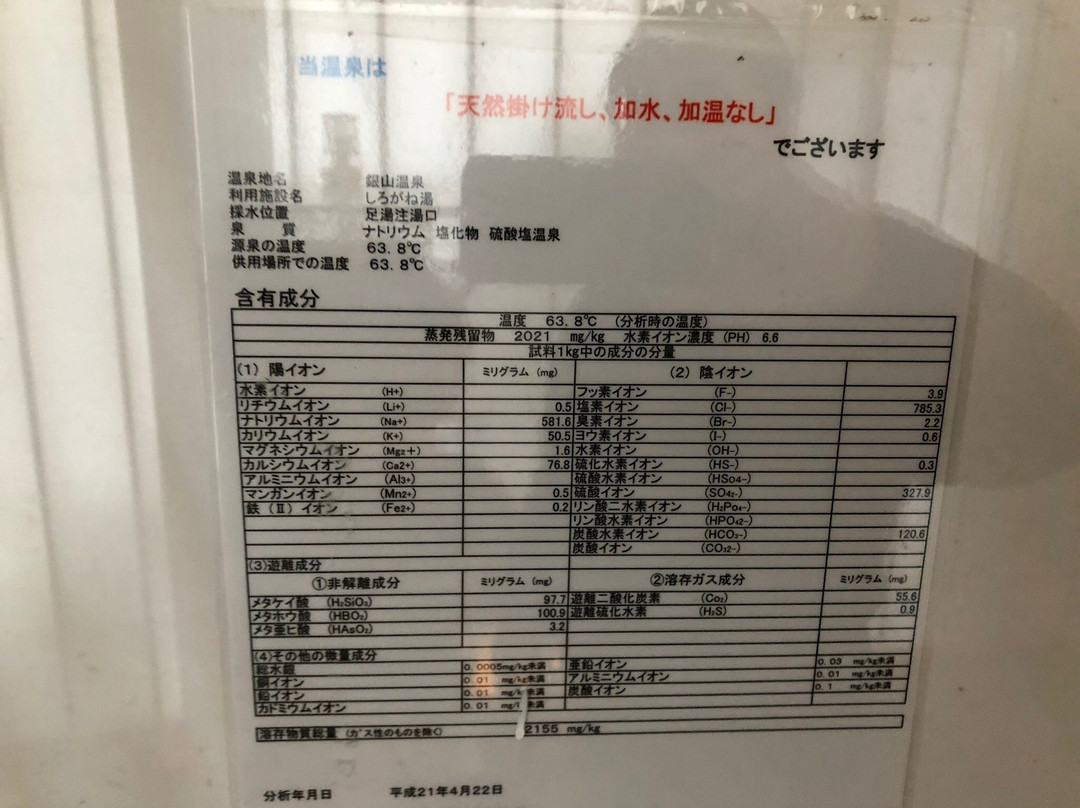 当温泉は
「天然掛け流し、加水、加温なし」
でございます
温泉地名 銀山温泉
利用施設名 しろがね湯
採水位置 足湯注湯口
泉 質 ナトリウム 塩化物 硫酸塩温泉
源泉の温度 63.8℃
供用場所での温度 63.8℃
含有成分
温度 63.8℃ (分析時の温度)
蒸発残留物 2021 mg/kg 水素イオン濃度(PH) 6.6
試料1kg中の成分の分量
(1) 陽イオン ミリグラム (mg) (2) 陰イオン
水素イオン (H+) フッ素イオン (F-) 3.9
リチウムイオン (Li+) 0.5 塩素イオン (Cl-) 785.3
ナトリウムイオン (Na+) 581.6 臭素イオン (Br-) 2.2
カリウムイオン (K+) 50.5 ヨウ素イオン (I-) 0.6
マグネシウムイオン (Mg2+) 1.6 水素イオン (OH-)
カルシウムイオン (Ca2+) 76.8 硫化水素イオン (HS-) 0.3
アルミニウムイオン (Al3+) 硫酸水素イオン (HSo4-)
マンガンイオン (Mn2+) 0.5 硫酸イオン (SO42-) 327.9
鉄(Ⅱ)イオン (Fe2+) 0.2 リン酸二水素イオン (H2Po4-)
リン酸水素イオン (HPO42-)
炭酸水素イオン (HCO3-) 120.6
炭酸イオン (CO32-)
(3)遊離成分
①非解離成分 ミリグラム (mg) ②溶存ガス成分 ミリグラム (mg)
メタケイ酸 (H2SiO3) 97.7 遊離二酸化炭素 (Co2) 55.6
メタホウ酸 (HBO2) 100.9 遊離硫化水素 (H2S) 0.9
メタ亜ヒ酸 (HAsO2) 3.2
(4)その他の微量成分
総水銀 0.0005mg/kg未満 亜鉛イオン 0.03 mg/kg未満
銅イオン 0.01 mg/kg未満 アルミニウムイオン 0.01 mg/kg未満
鉛イオン 0.01 mg/kg未満 炭酸イオン 0.1 mg/kg未満
カドミウムイオン 0.01 mg/kg未満
溶存物質総量 (ガス性のものを除く) 2155 mg/kg
分析年月日 平成21年4月22日